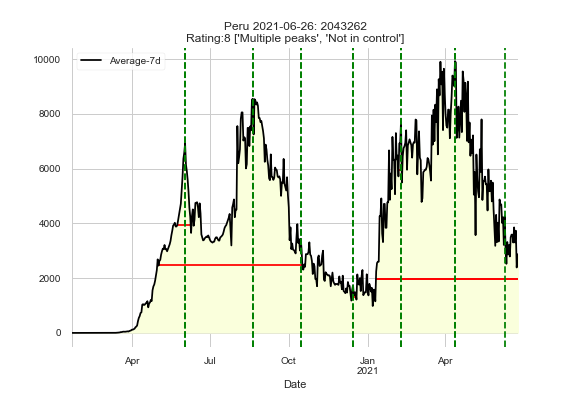 Peru 2021-06-26: 2043262
Rating:8 ['Multiple peaks', 'Not in control']
Average-7d
10000
8000
6000
4000
2000
0
Apr Jul Oct Jan Apr
2021
Date